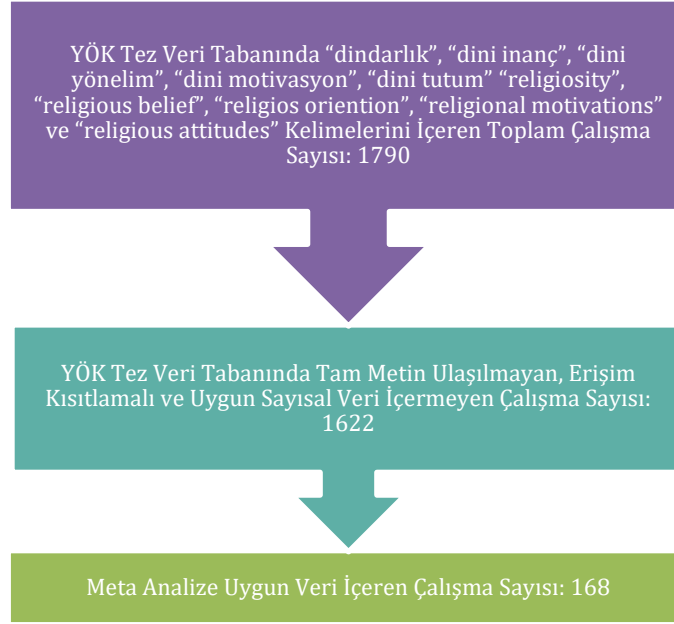 YÖK Tez Veri Tabanında “dindarlık”, “dini inanç”, “dini
yönelim”, “dini motivasyon”, “dini tutum” “religiosity”,
“religious belief”, “religios oriention”, “religional motivations”
ve “religious attitudes” Kelimelerini İçeren Toplam Çalışma
Sayısı: 1790
YÖK Tez Veri Tabanında Tam Metin Ulaşılmayan, Erişim
Kısıtlamalı ve Uygun Sayısal Veri İçermeyen Çalışma Sayısı:
1622
Meta Analize Uygun Veri İçeren Çalışma Sayısı: 168